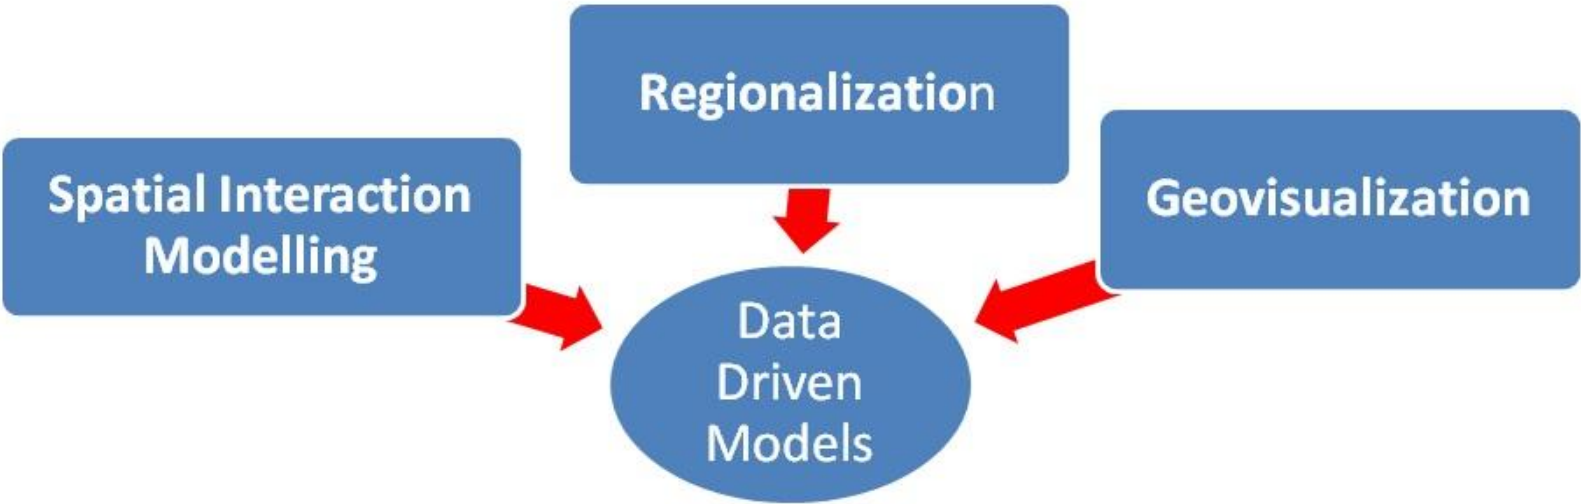 Regionalization
Spatial Interaction
Modelling
Geovisualization
Data
Driven
Models